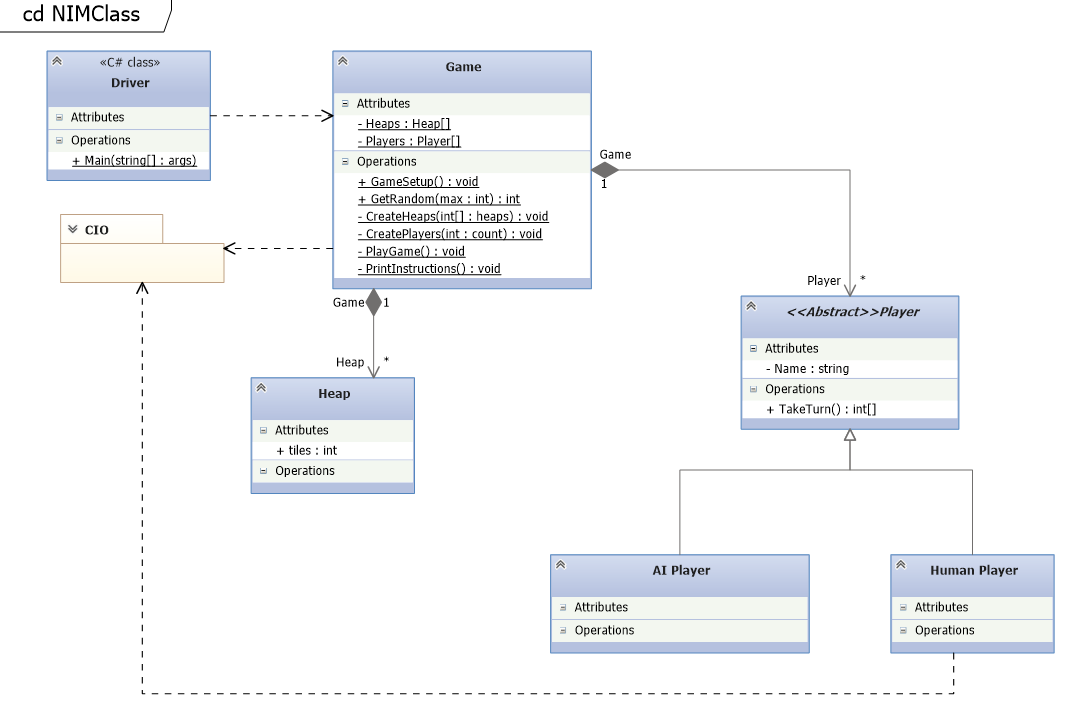 cd NIMClass
«C# class»
Driver
Attributes
Operations
+ Main(string[] : args)
Game
Attributes
- Heaps : Heap[]
- Players : Player[]
Operations
+ GameSetup() : void
+ GetRandom(max : int) : int
- CreateHeaps(int[] : heaps) : void
- CreatePlayers(int : count) : void
- PlayGame() : void
- PrintInstructions() : void
Game
1
CIO
Game
1
Heap
*
Player
*
Heap
Attributes
+ tiles : int
Operations
<<Abstract>>Player
Attributes
- Name : string
Operations
+ TakeTurn() : int[]
AI Player
Attributes
Operations
Human Player
Attributes
Operations